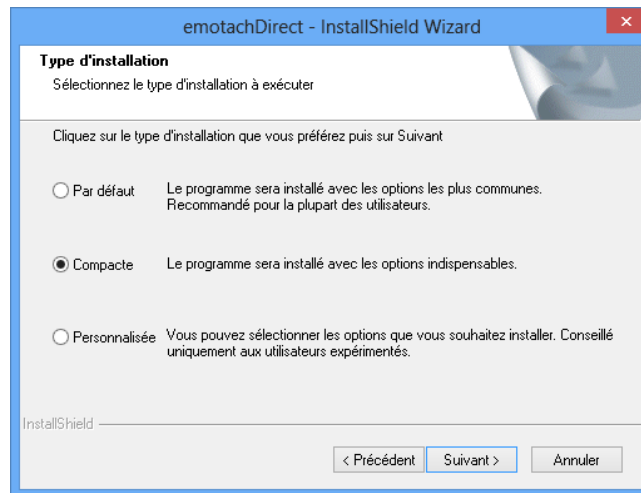 emotachDirect - InstallShield Wizard
Type d'installation
Sélectionnez le type d'installation à exécuter
Cliquez sur le type d'installation que vous préférez puis sur Suivant
Par défaut
Le programme sera installé avec les options les plus communes.
Recommandé pour la plupart des utilisateurs.
Compacte
Le programme sera installé avec les options indispensables.
Personnalisée
Vous pouvez sélectionner les options que vous souhaitez installer. Conseillé
uniquement aux utilisateurs expérimentés.
InstallShield
< Précédent
Suivant >
Annuler